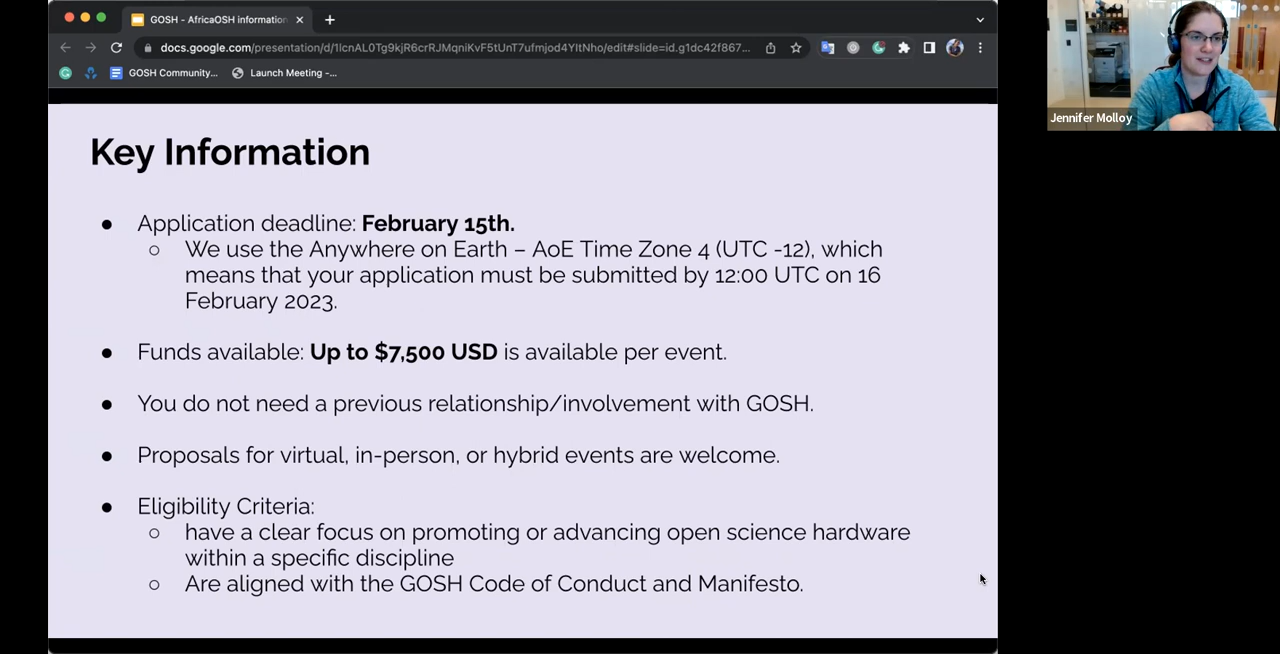 GOSH - AfricaOSH information
docs.google.com/presentation/d/1lcnAL0Tg9kjR6crRJMqniKvF5tUnT7ufmjod4YItNho/edit#slide=id.g1dc42f867...
GOSH Community...
Launch Meeting -...
Jennifer Molloy
Key Information
● Application deadline: February 15th.
○ We use the Anywhere on Earth – AoE Time Zone 4 (UTC -12), which
means that your application must be submitted by 12:00 UTC on 16
February 2023.
● Funds available: Up to $7,500 USD is available per event.
● You do not need a previous relationship/involvement with GOSH.
● Proposals for virtual, in-person, or hybrid events are welcome.
● Eligibility Criteria:
○ have a clear focus on promoting or advancing open science hardware
within a specific discipline
○ Are aligned with the GOSH Code of Conduct and Manifesto.